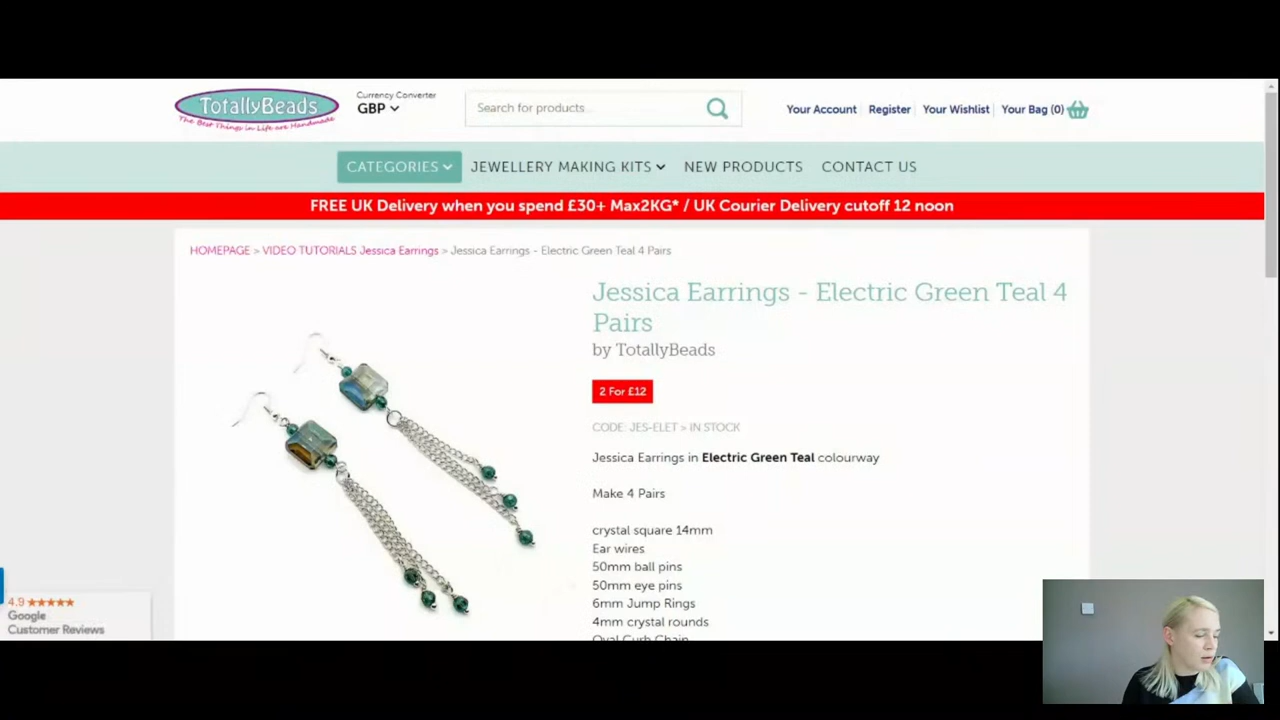 TotallyBeads
The Best Things in Life are Handmade
Currency Converter
GBP
Search for products...
Your Account
Register
Your Wishlist
Your Bag (0)
CATEGORIES
JEWELLERY MAKING KITS
NEW PRODUCTS
CONTACT US
FREE UK Delivery when you spend £30+ Max2KG* / UK Courier Delivery cutoff 12 noon
HOMEPAGE > VIDEO TUTORIALS Jessica Earrings > Jessica Earrings - Electric Green Teal 4 Pairs
Jessica Earrings - Electric Green Teal 4
Pairs
by TotallyBeads
2 For £12
CODE: JES-ELET > IN STOCK
Jessica Earrings in Electric Green Teal colourway
Make 4 Pairs
crystal square 14mm
Ear wires
50mm ball pins
50mm eye pins
6mm Jump Rings
4mm crystal rounds
Oval Curb Chain
4.9
Google
Customer Reviews